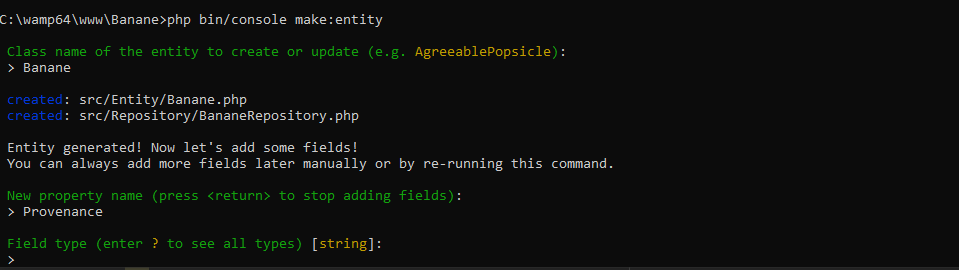 C:\wamp64\www\Banane>php bin/console make:entity
Class name of the entity to create or update (e.g. AgreeablePopsicle):
> Banane
created: src/Entity/Banane.php
created: src/Repository/BananeRepository.php
Entity generated! Now let's add some fields!
You can always add more fields later manually or by re-running this command.
New property name (press <return> to stop adding fields):
> Provenance
Field type (enter ? to see all types) [string]:
>